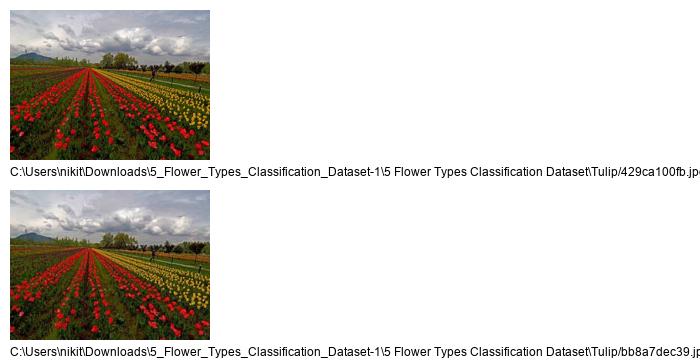 C:\Users\nikit\Downloads\5_Flower_Types_Classification_Dataset-1\5 Flower Types Classification Dataset\Tulip/429ca100fb.jpe
C:\Users\nikit\Downloads\5_Flower_Types_Classification_Dataset-1\5 Flower Types Classification Dataset\Tulip/bb8a7dec39.jp